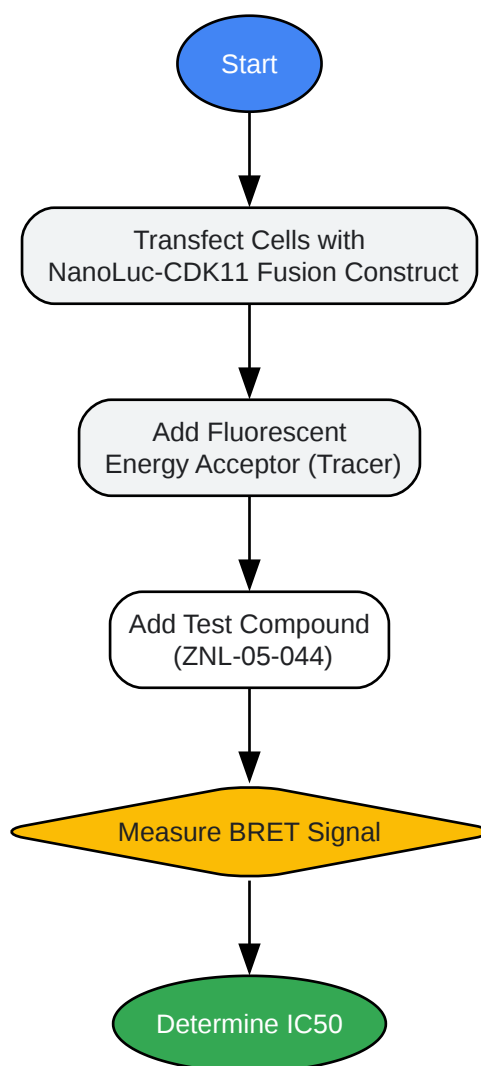 Start
Transfect Cells with
NanoLuc-CDK11 Fusion Construct
Add Fluorescent
Energy Acceptor (Tracer)
Add Test Compound
(ZNL-05-044)
Measure BRET Signal
Determine IC50